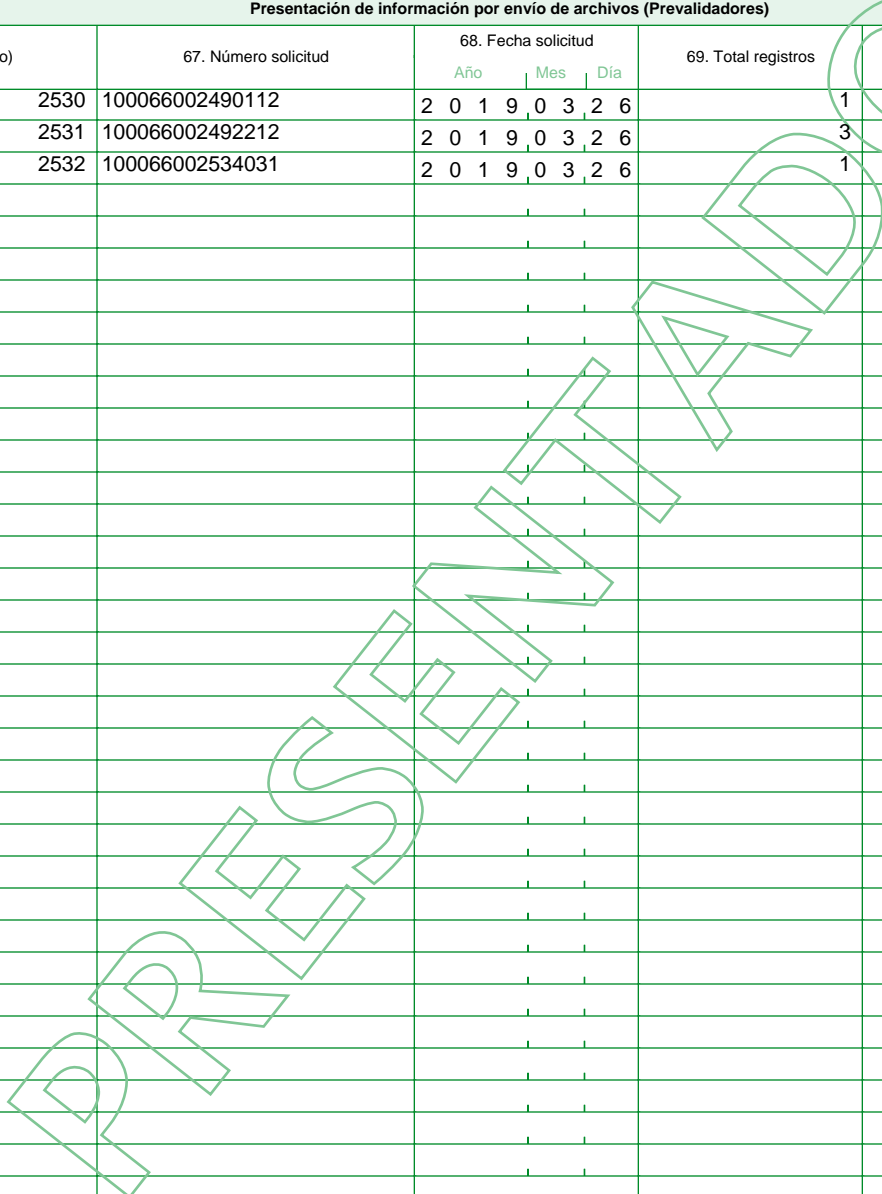 Presentación de información por envío de archivos (Prevalidadores)
o) 67. Número solicitud 68. Fecha solicitud 69. Total registros
Año Mes Día
2530 100066002490112 2 0 1 9 0 3 2 6 1
2531 100066002492212 2 0 1 9 0 3 2 6 3
2532 100066002534031 2 0 1 9 0 3 2 6 1
PRESENTADO